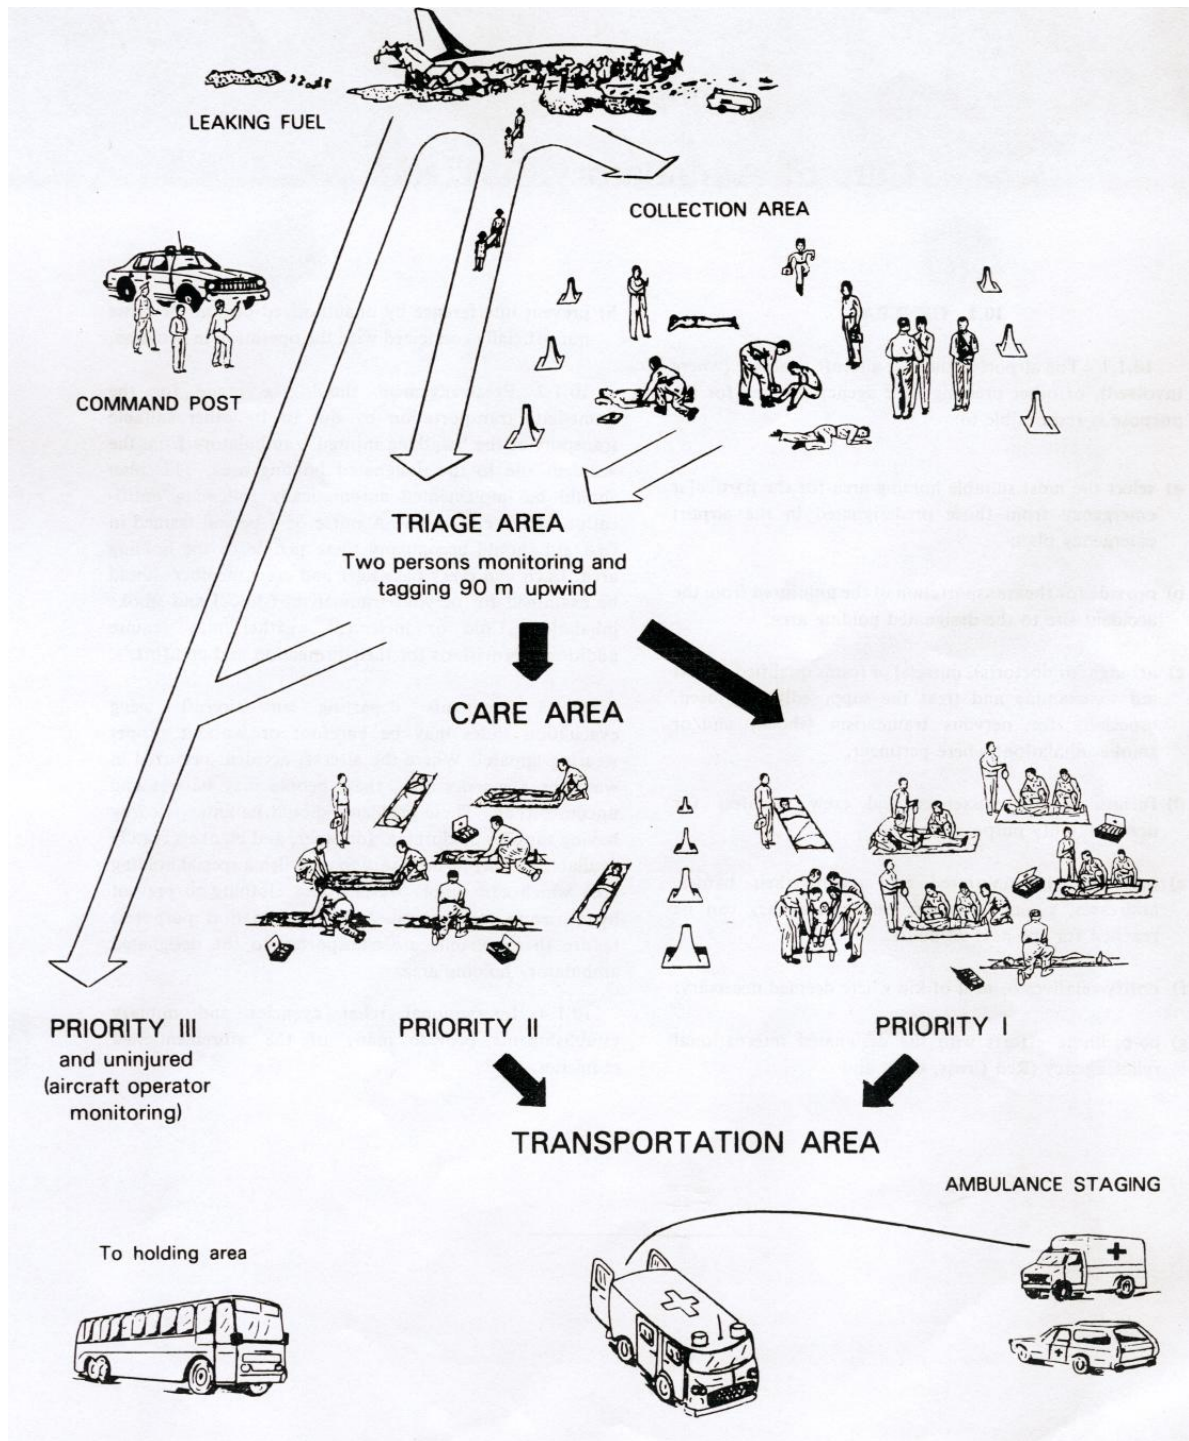 LEAKING FUEL
COLLECTION AREA
COMMAND POST
TRIAGE AREA
Two persons monitoring and
tagging 90 m upwind
CARE AREA
PRIORITY III
and uninjured
(aircraft operator
monitoring)
PRIORITY II
PRIORITY I
TRANSPORTATION AREA
AMBULANCE STAGING
To holding area